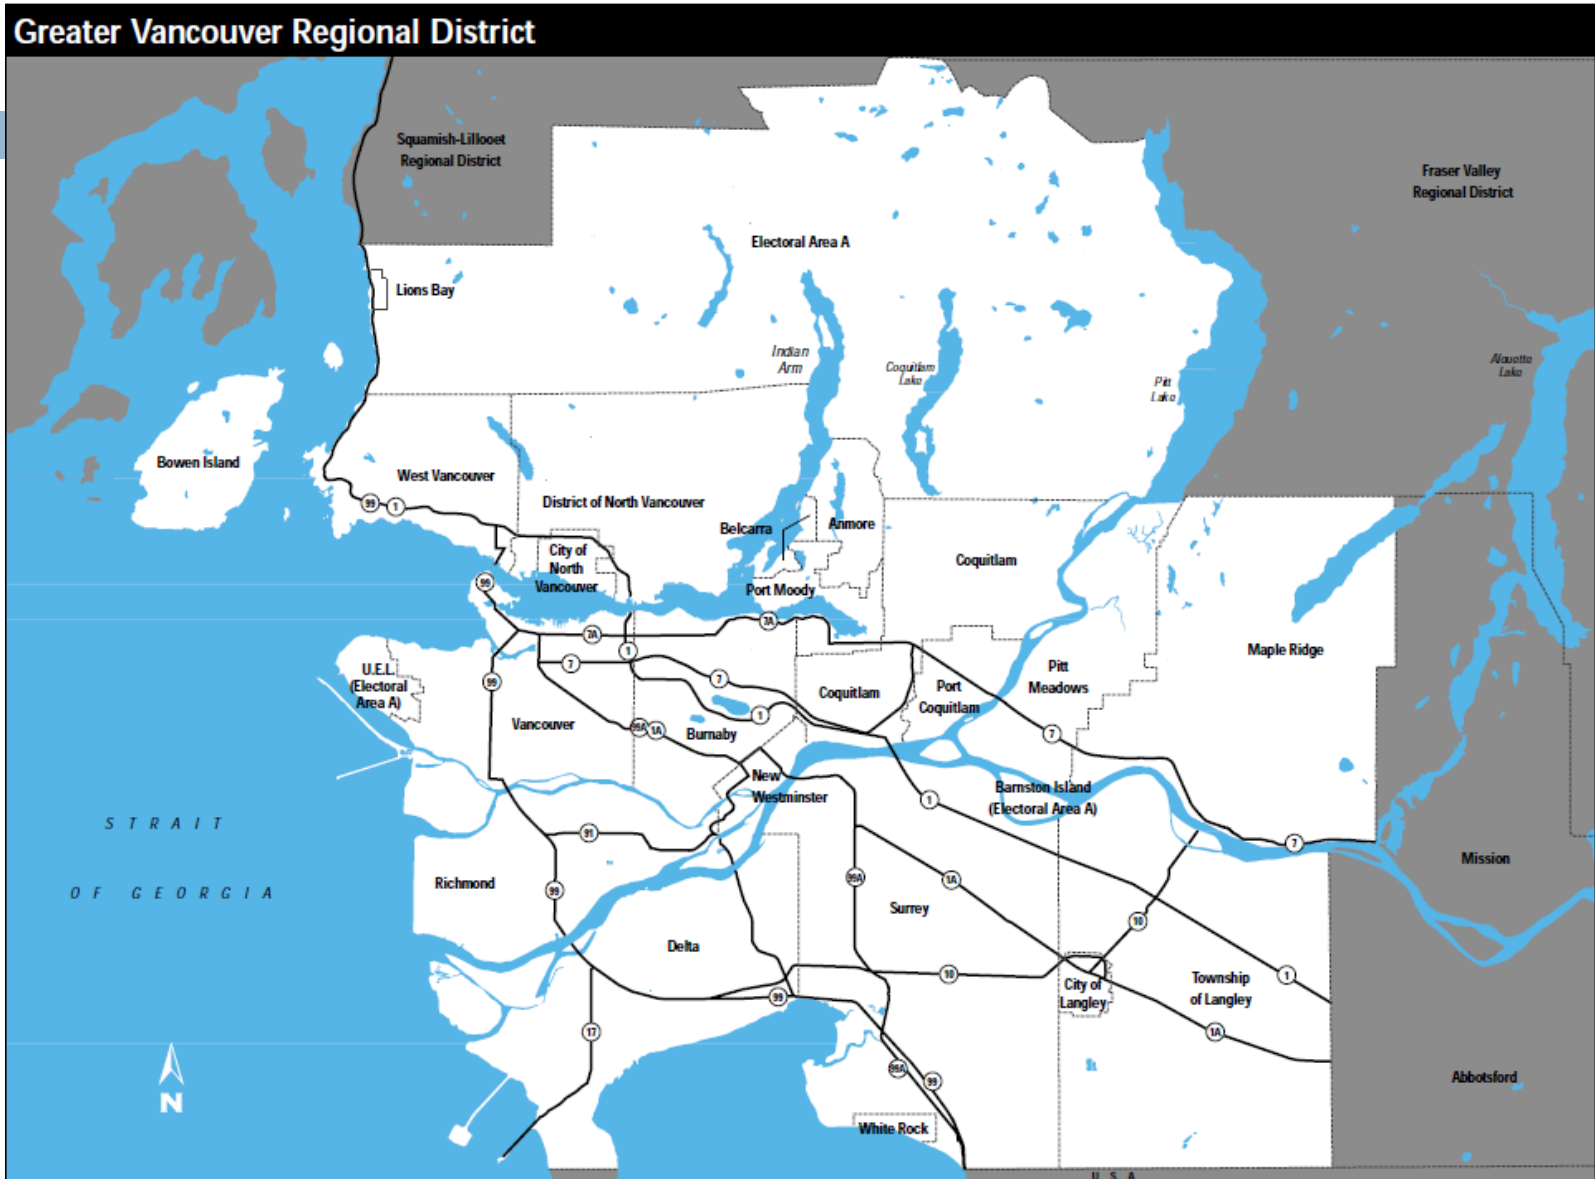 Greater Vancouver Regional District
Squamish-Lillooet
Regional District
Fraser Valley
Regional District
Electoral Area A
Lions Bay
Indian
Arm
Coquitlam
Lake
Pitt
Lake
Alouette
Lake
Bowen Island
West Vancouver
District of North Vancouver
99
1
Belcarra
Anmore
City of
North
Vancouver
Coquitlam
99
Port Moody
7A
7A
1
U.E.L.
(Electoral
Area A)
7
99
7
Maple Ridge
Pitt
Meadows
Coquitlam
Port
Coquitlam
Vancouver
99A
1A
Burnaby
1
7
New
Westminster
Barnston Island
(Electoral Area A)
1
STRAIT
OF GEORGIA
91
7
Mission
Richmond
99
99A
1A
Surrey
10
Delta
10
1
99
City of
Langley
Township
of Langley
17
1A
N
99A
99
Abbotsford
White Rock
U S A